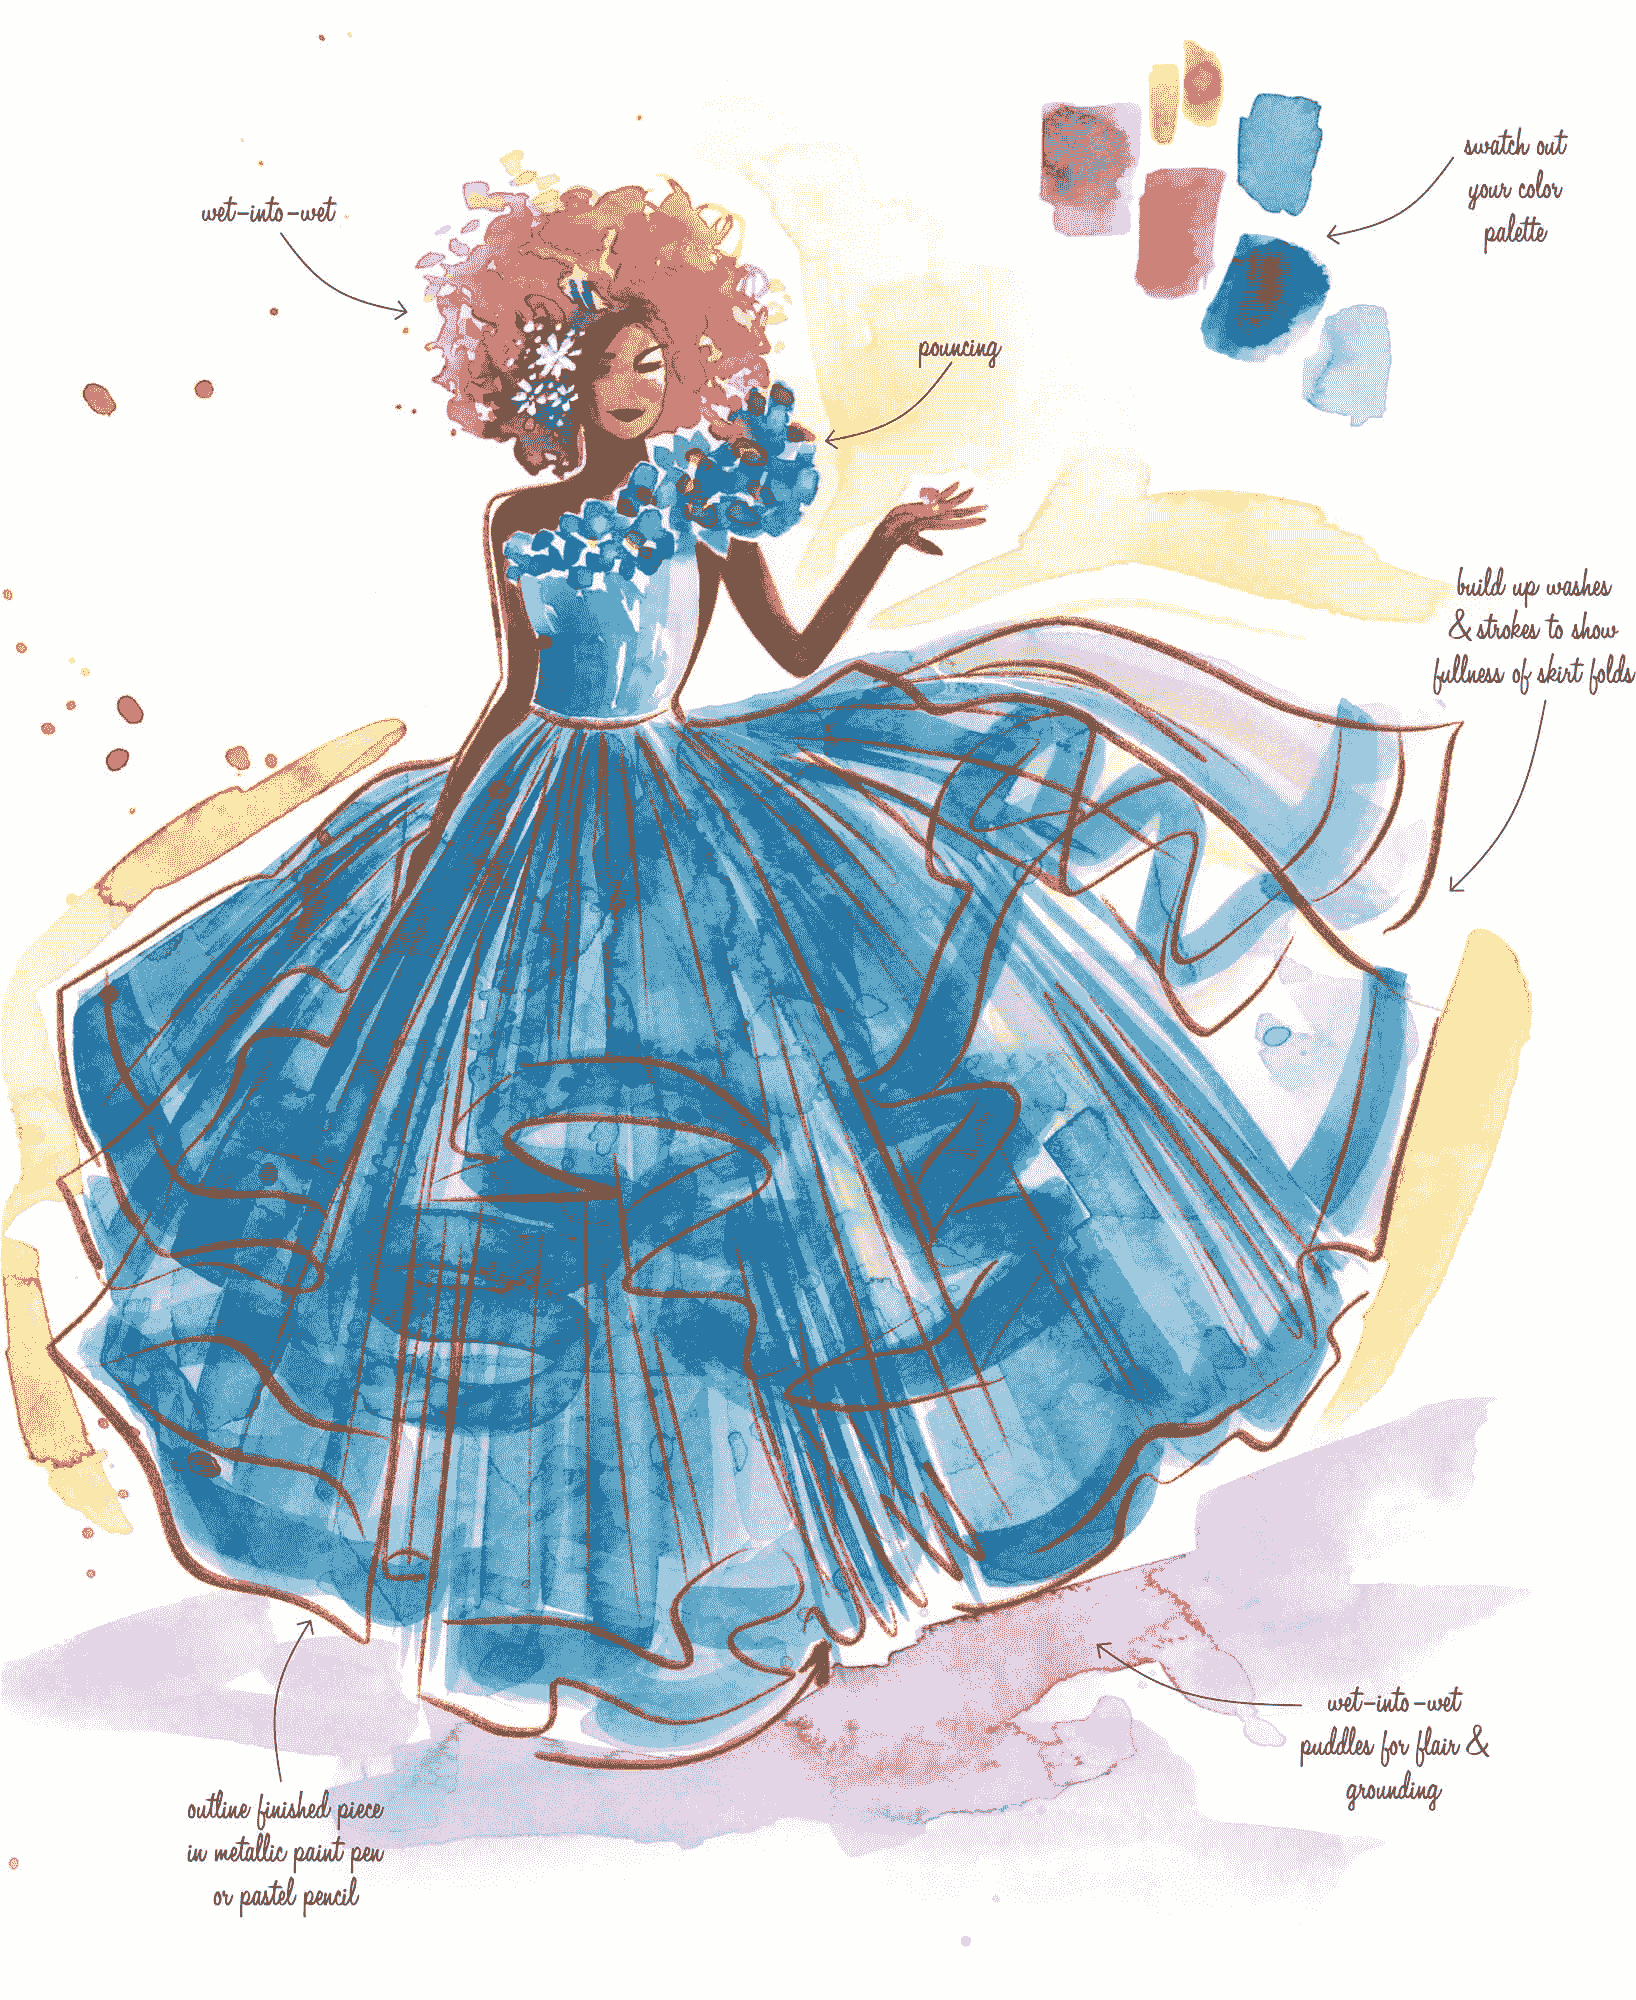 swatch out
your color
palette
wet-into-wet
pouncing
build up washes
& strokes to show
fullness of skirt folds
wet-into-wet
puddles for flair &
grounding
outline finished piece
in metallic paint pen
or pastel pencil